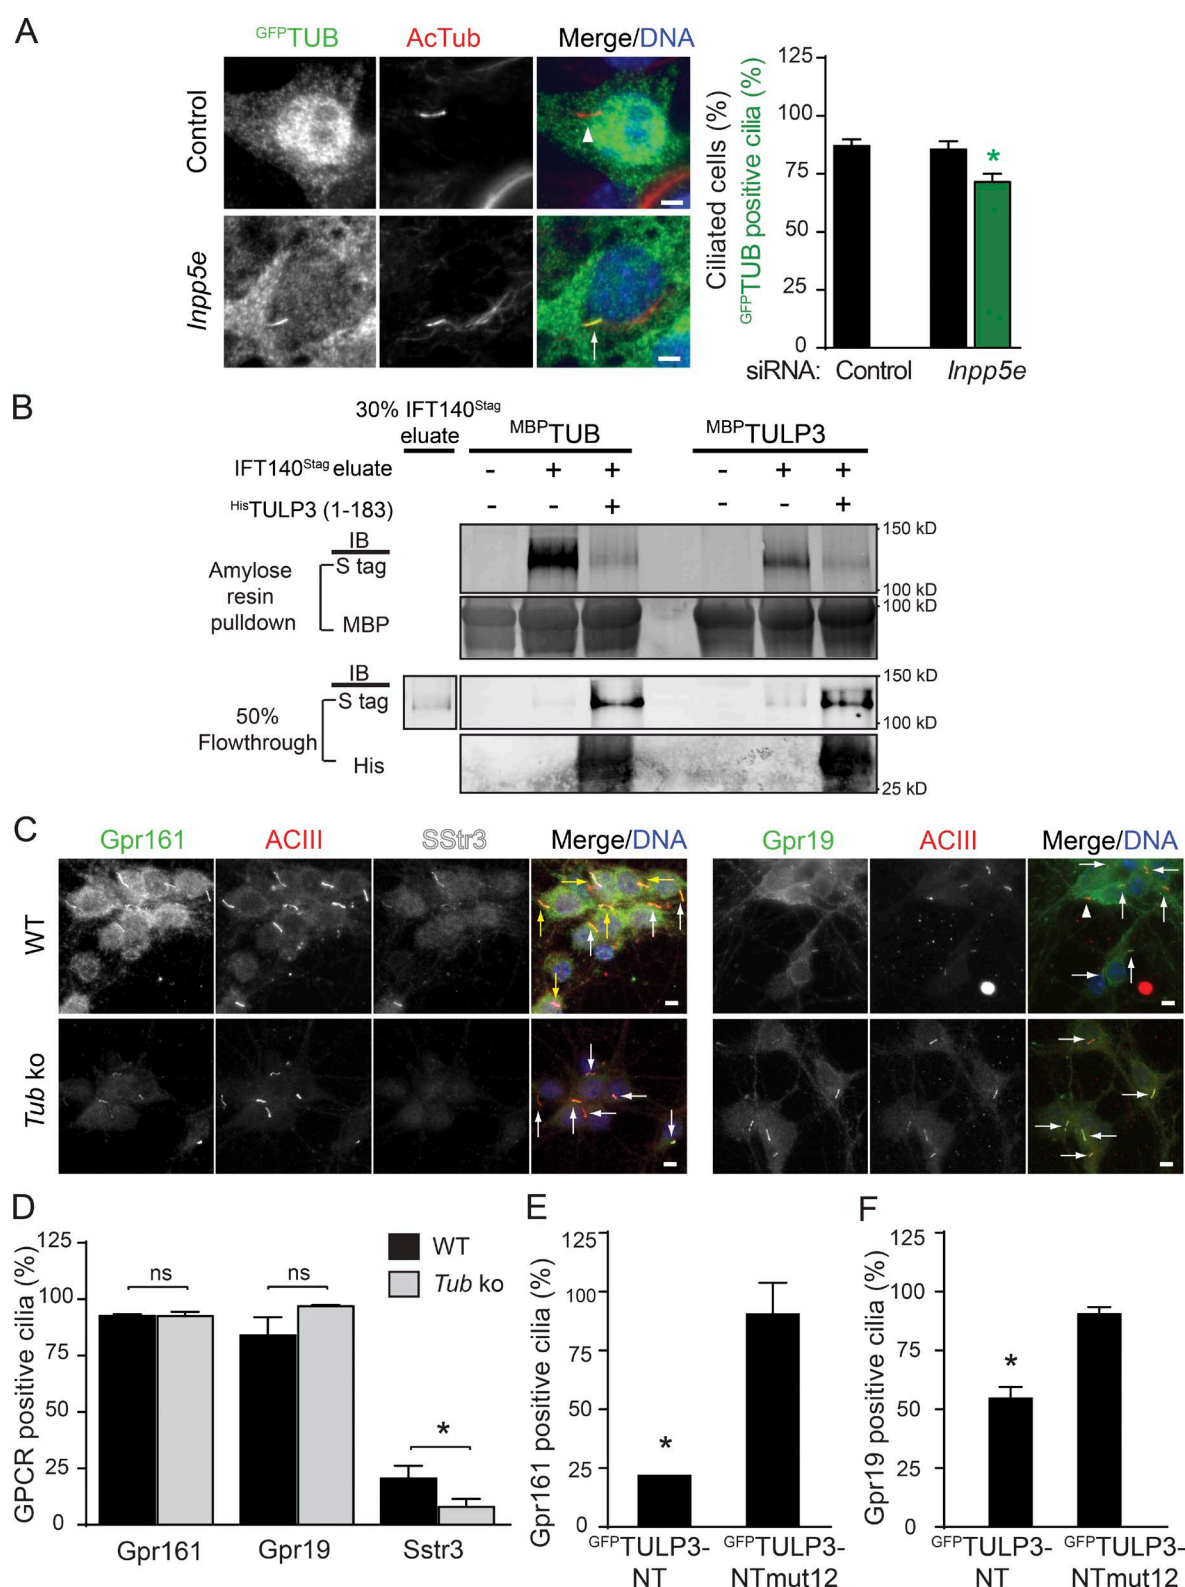 A
GFPTUB AcTub Merge/DNA
Control
Inpp5e
Ciliated cells (%)
GFPTUB positive cilia (%)
125
100
75
50
25
0
*
siRNA: Control Inpp5e
B
30% IFT140Stag
eluate
MBPTUB MBPTULP3
IFT140Stag eluate - + + - + +
HisTULP3 (1-183) - - + - - +
Amylose
resin
pulldown
IB
S tag
MBP
150 kD
100 kD
100 kD
50%
Flowthrough
IB
S tag
His
150 kD
100 kD
25 kD
C
Gpr161 ACIII SStr3 Merge/DNA Gpr19 ACIII Merge/DNA
WT
Tub ko
D
GPCR positive cilia (%)
125
100
75
50
25
0
ns ns *
WT
Tub ko
Gpr161 Gpr19 Sstr3
E
Gpr161 positive cilia (%)
125
100
75
50
25
0
*
GFPTULP3-
NT
GFPTULP3-
NTmut12
F
Gpr19 positive cilia (%)
125
100
75
50
25
0
*
GFPTULP3-
NT
GFPTULP3-
NTmut12